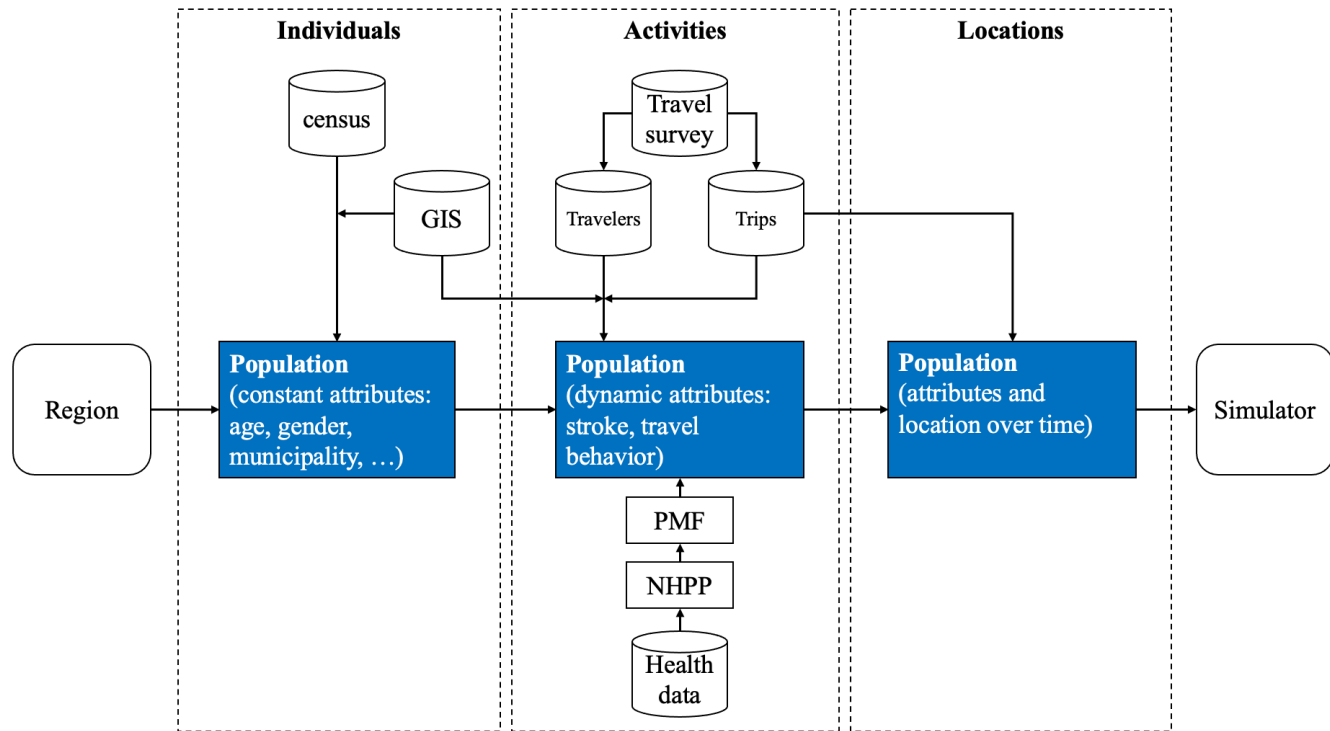 Individuals
Activities
Locations
census
Travel
survey
GIS
Travelers
Trips
Region
Population
(constant attributes:
age, gender,
municipality, …)
Population
(dynamic attributes:
stroke, travel
behavior)
Population
(attributes and
location over time)
Simulator
PMF
NHPP
Health
data